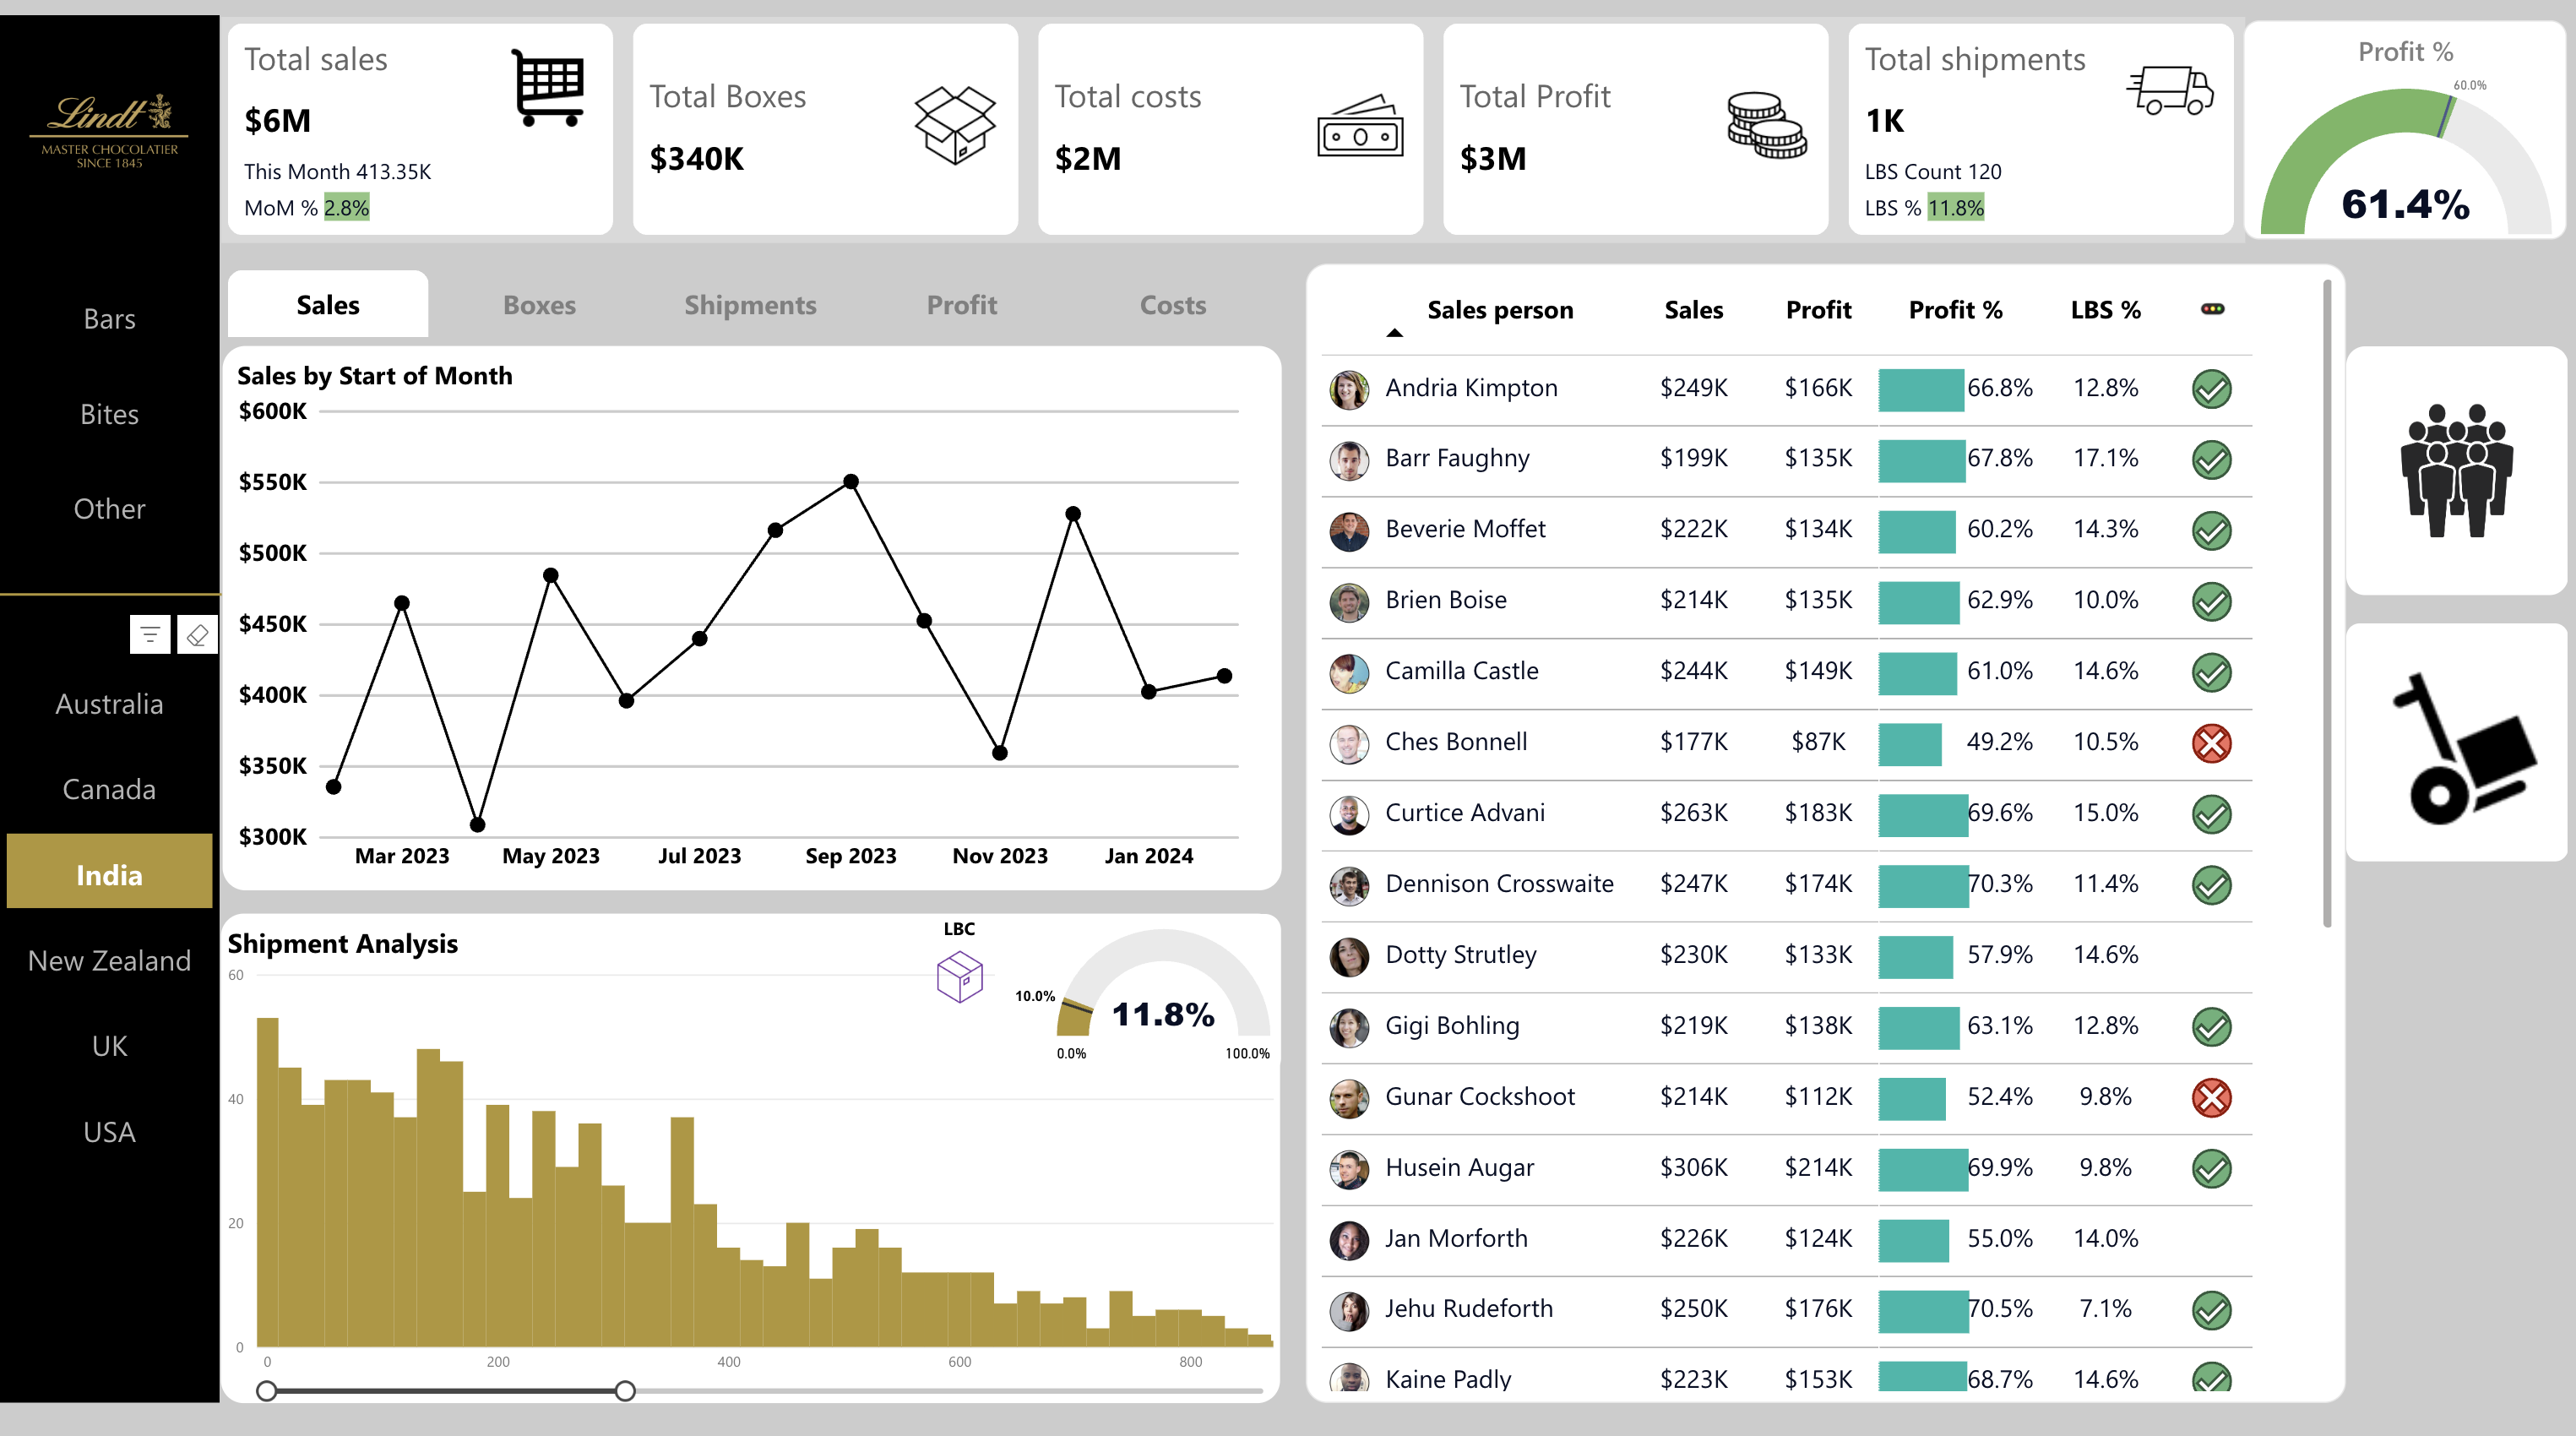 Lindt
MASTER CHOCOLATIER
SINCE 1845
Bars
Bites
Other
Australia
Canada
India
New Zealand
UK
USA
Total sales
$6M
This Month 413.35K
MoM % 2.8%
Total Boxes
$340K
Total costs
$2M
Total Profit
$3M
Total shipments
1K
LBS Count 120
LBS % 11.8%
Profit %
60.0%
61.4%
Sales Boxes Shipments Profit Costs
Sales by Start of Month
$600K
$550K
$500K
$450K
$400K
$350K
$300K
Mar 2023 May 2023 Jul 2023 Sep 2023 Nov 2023 Jan 2024
Shipment Analysis
LBC
10.0%
11.8%
0.0% 100.0%
60
40
20
0
0 200 400 600 800
Sales person Sales Profit Profit % LBS %
Andria Kimpton $249K $166K 66.8% 12.8%
Barr Faughny $199K $135K 67.8% 17.1%
Beverie Moffet $222K $134K 60.2% 14.3%
Brien Boise $214K $135K 62.9% 10.0%
Camilla Castle $244K $149K 61.0% 14.6%
Ches Bonnell $177K $87K 49.2% 10.5%
Curtice Advani $263K $183K 69.6% 15.0%
Dennison Crosswaite $247K $174K 70.3% 11.4%
Dotty Strutley $230K $133K 57.9% 14.6%
Gigi Bohling $219K $138K 63.1% 12.8%
Gunar Cockshoot $214K $112K 52.4% 9.8%
Husein Augar $306K $214K 69.9% 9.8%
Jan Morforth $226K $124K 55.0% 14.0%
Jehu Rudeforth $250K $176K 70.5% 7.1%
Kaine Padly $223K $153K 68.7% 14.6%